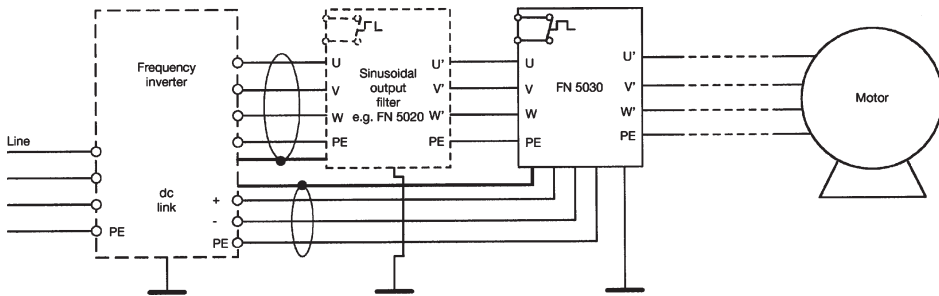 Frequency
inverter
Line
dc
link
PE
+
-
PE
U
V
W
PE
Sinusoidal
output
filter
e.g. FN 5020
U'
V'
W'
PE
U
V
W
PE
FN 5030
U'
V'
W'
PE
Motor